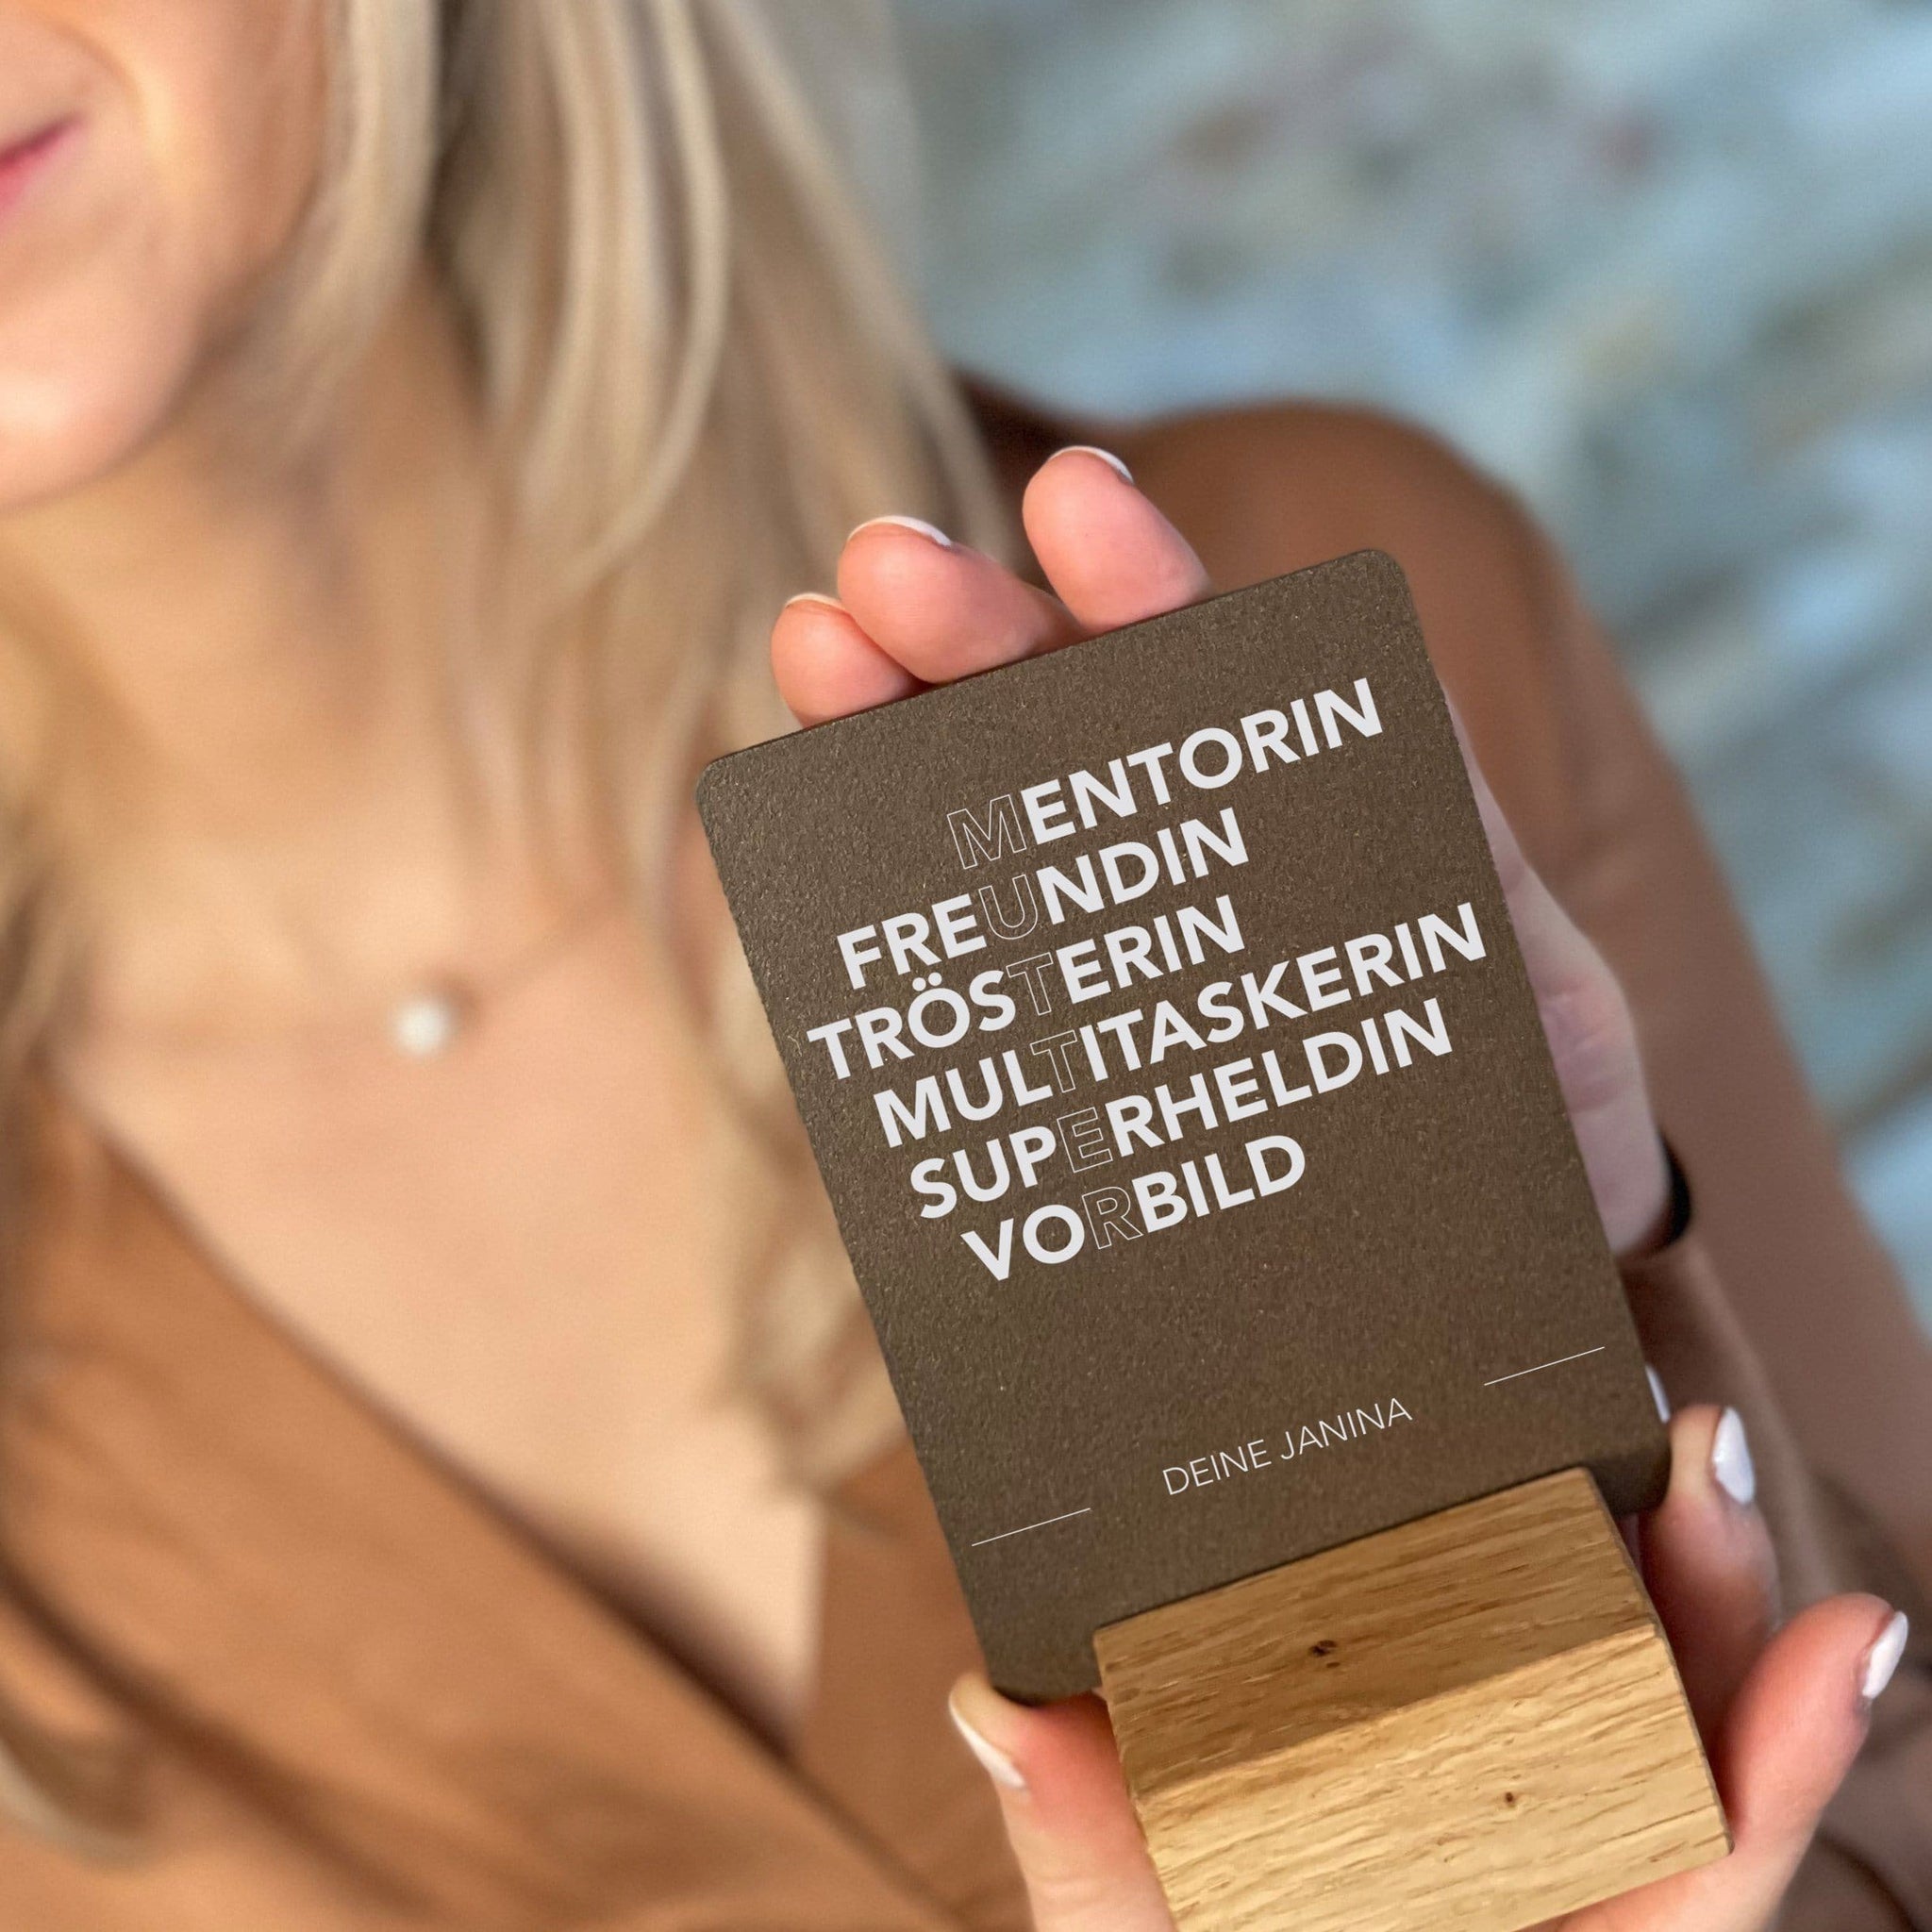 MENTORIN
FREUNDIN
TRÖSTERIN
MULTITASKERIN
SUPERHELDIN
VORBILD
DEINE JANINA